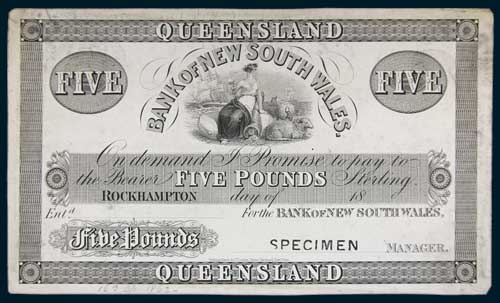 QUEENSLAND
BANK OF NEW SOUTH WALES.
FIVE FIVE
On demand I Promise to pay to
the Bearer FIVE POUNDS Sterling.
ROCKHAMPTON day of 18
Ent.d For the BANK OF NEW SOUTH WALES,
Five Pounds SPECIMEN MANAGER.
QUEENSLAND